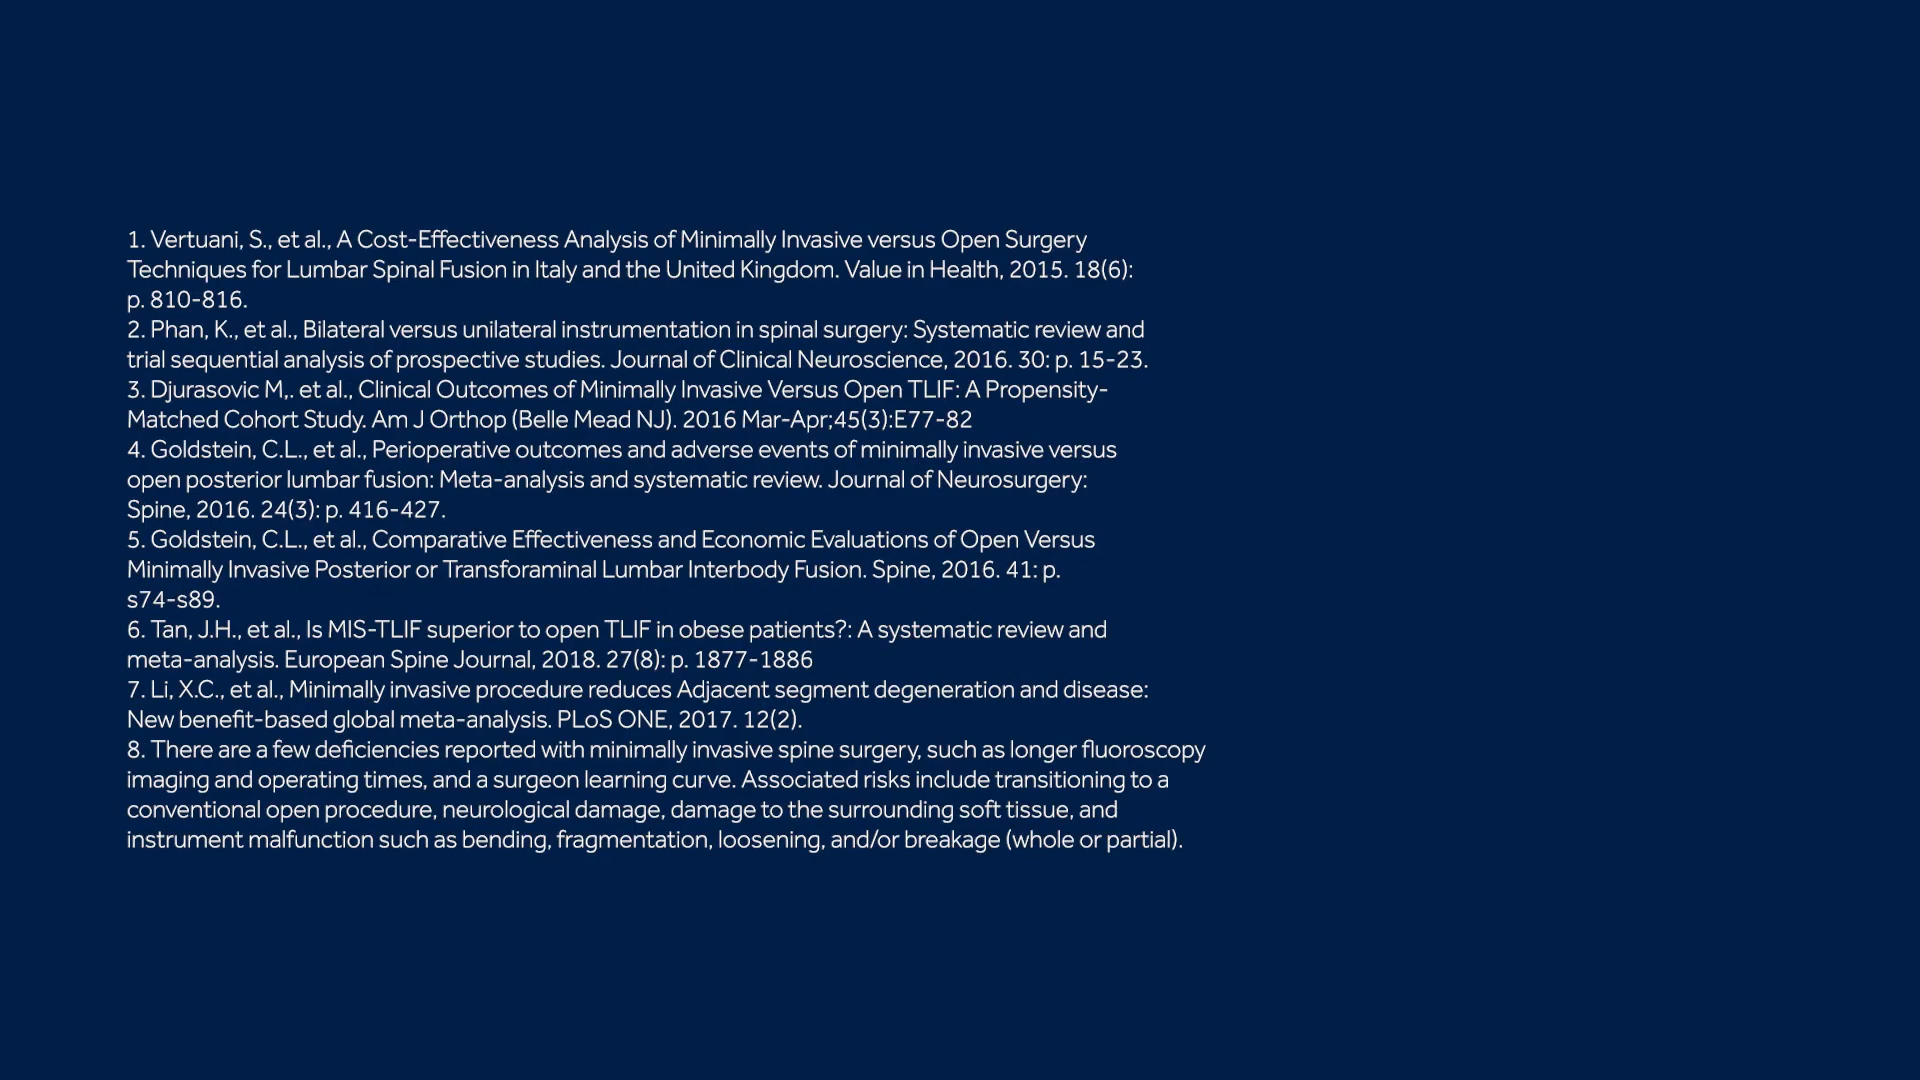 1. Vertuani, S., et al., A Cost-Effectiveness Analysis of Minimally Invasive versus Open Surgery
Techniques for Lumbar Spinal Fusion in Italy and the United Kingdom. Value in Health, 2015. 18(6):
p. 810-816.
2. Phan, K., et al., Bilateral versus unilateral instrumentation in spinal surgery: Systematic review and
trial sequential analysis of prospective studies. Journal of Clinical Neuroscience, 2016. 30: p. 15-23.
3. Djurasovic M,. et al., Clinical Outcomes of Minimally Invasive Versus Open TLIF: A Propensity-
Matched Cohort Study. Am J Orthop (Belle Mead NJ). 2016 Mar-Apr;45(3):E77-82
4. Goldstein, C.L., et al., Perioperative outcomes and adverse events of minimally invasive versus
open posterior lumbar fusion: Meta-analysis and systematic review. Journal of Neurosurgery:
Spine, 2016. 24(3): p. 416-427.
5. Goldstein, C.L., et al., Comparative Effectiveness and Economic Evaluations of Open Versus
Minimally Invasive Posterior or Transforaminal Lumbar Interbody Fusion. Spine, 2016. 41: p.
s74-s89.
6. Tan, J.H., et al., Is MIS-TLIF superior to open TLIF in obese patients?: A systematic review and
meta-analysis. European Spine Journal, 2018. 27(8): p. 1877-1886
7. Li, X.C., et al., Minimally invasive procedure reduces Adjacent segment degeneration and disease:
New benefit-based global meta-analysis. PLoS ONE, 2017. 12(2).
8. There are a few deficiencies reported with minimally invasive spine surgery, such as longer fluoroscopy
imaging and operating times, and a surgeon learning curve. Associated risks include transitioning to a
conventional open procedure, neurological damage, damage to the surrounding soft tissue, and
instrument malfunction such as bending, fragmentation, loosening, and/or breakage (whole or partial).